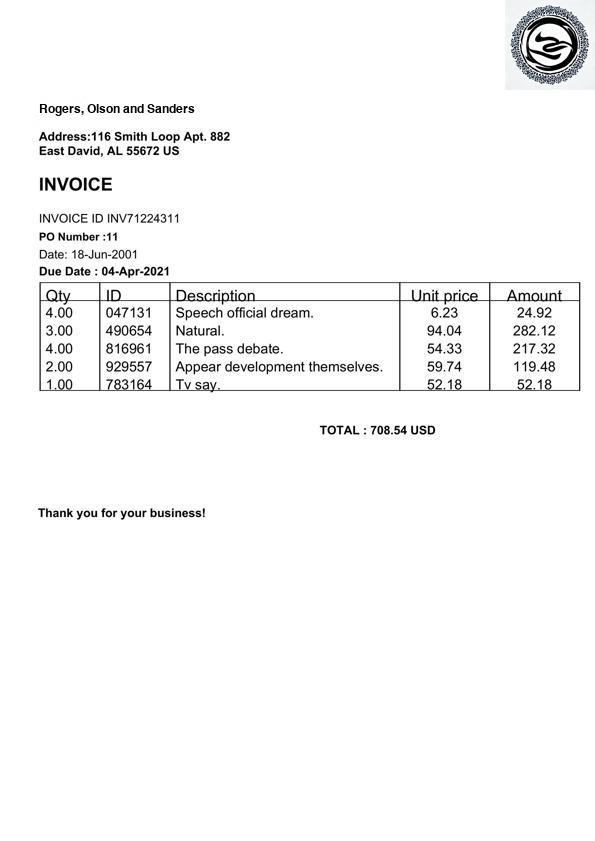 Rogers, Olson and Sanders
Address:116 Smith Loop Apt. 882
East David, AL 55672 US
INVOICE
INVOICE ID INV71224311
PO Number :11
Date: 18-Jun-2001
Due Date : 04-Apr-2021
Qty ID Description Unit price Amount
4.00 047131 Speech official dream. 6.23 24.92
3.00 490654 Natural. 94.04 282.12
4.00 816961 The pass debate. 54.33 217.32
2.00 929557 Appear development themselves. 59.74 119.48
1.00 783164 Tv say. 52.18 52.18
TOTAL : 708.54 USD
Thank you for your business!